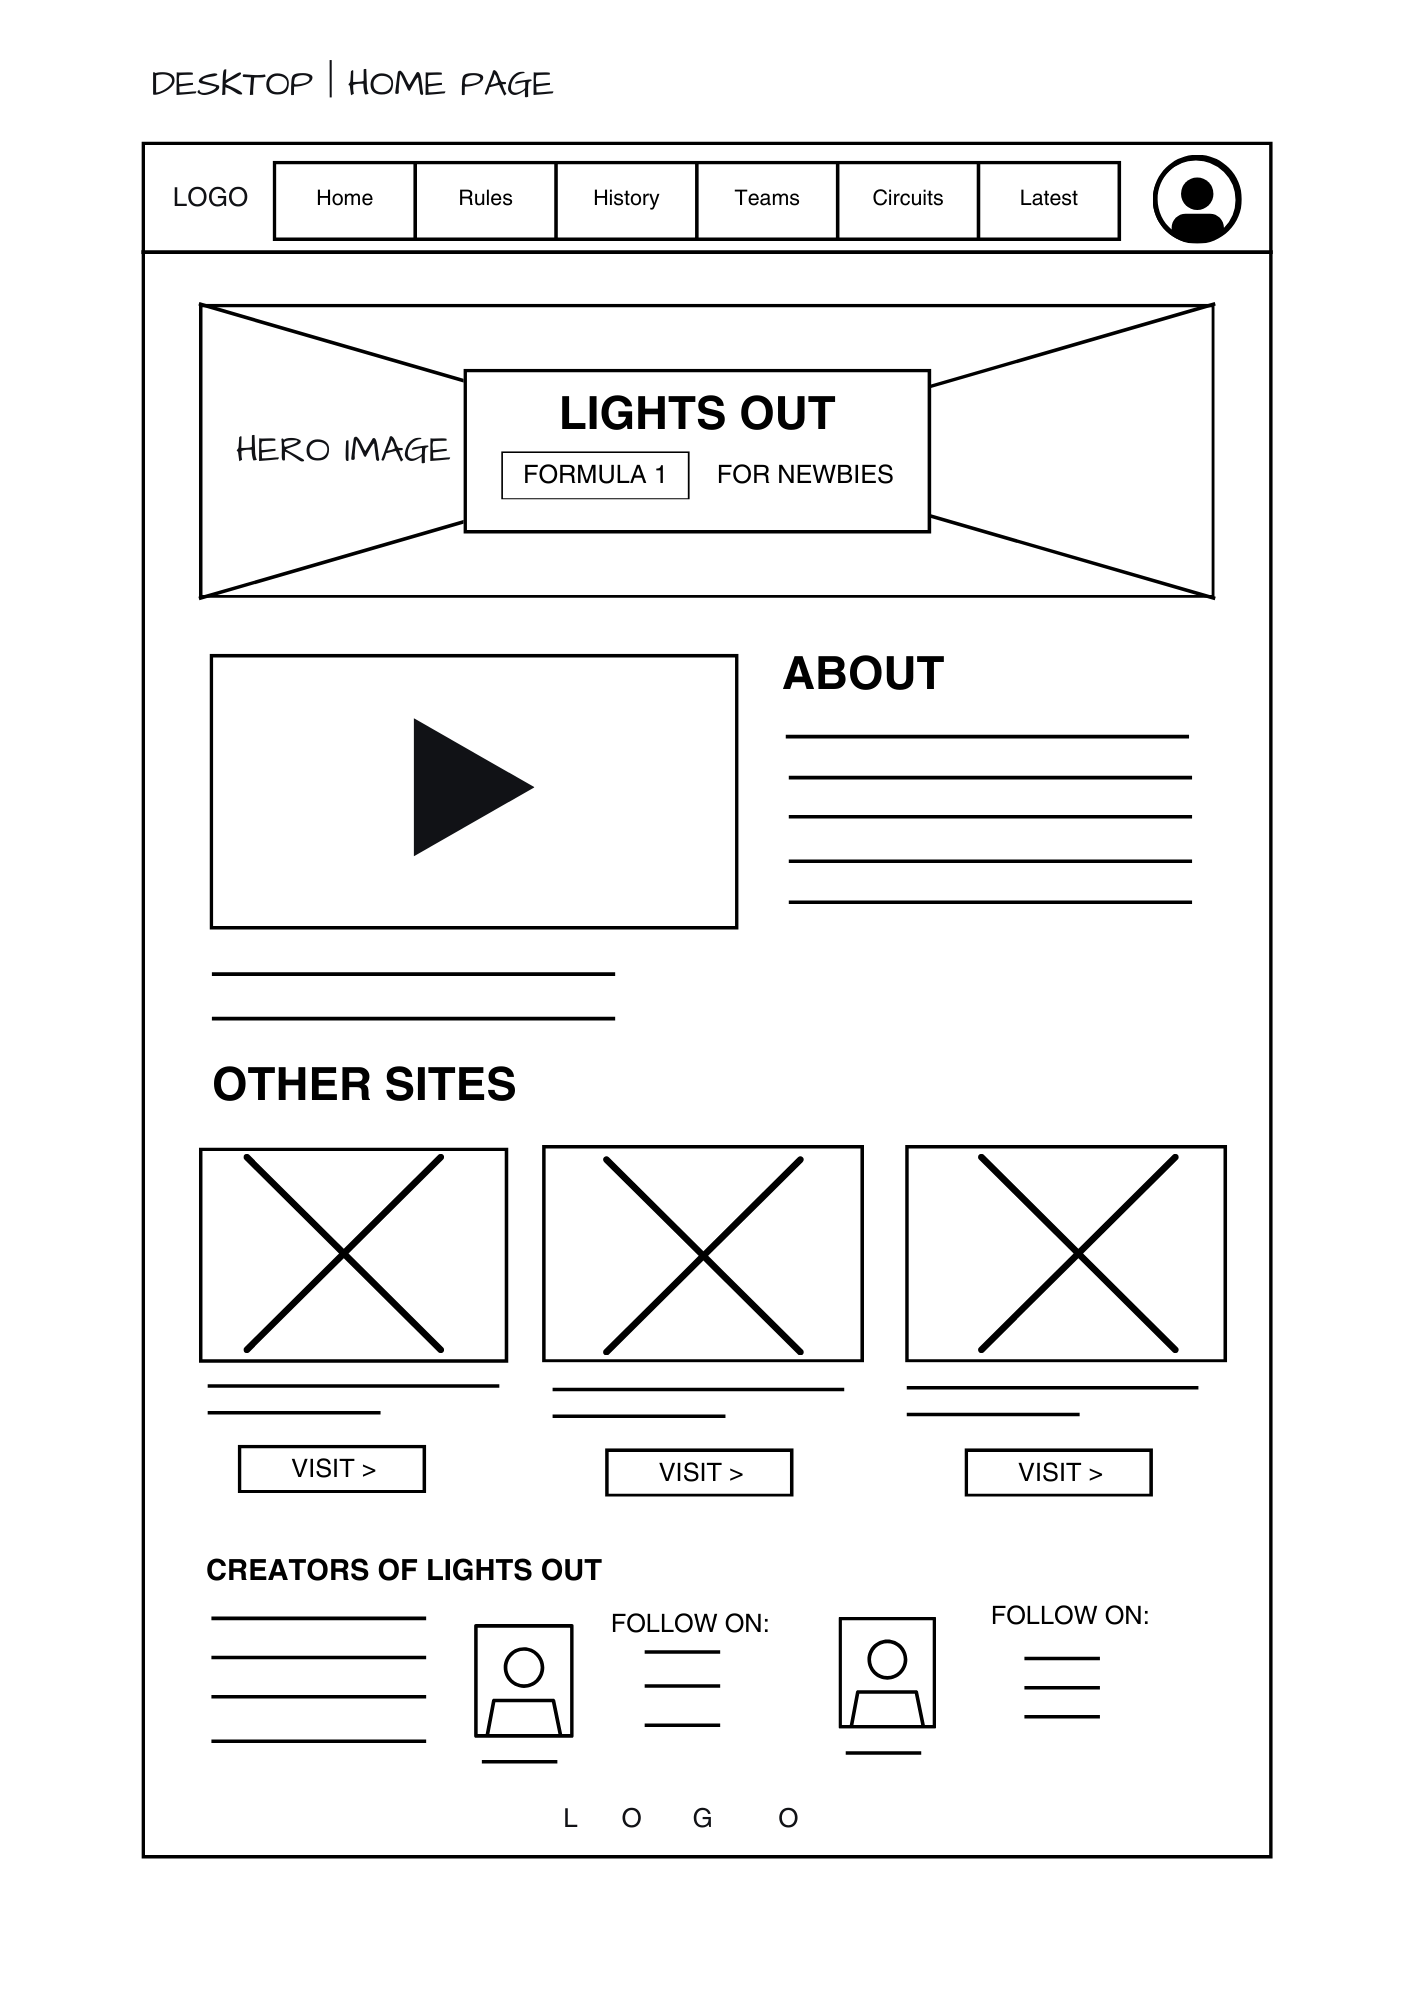 DESKTOP | HOME PAGE
LOGO Home Rules History Teams Circuits Latest
LIGHTS OUT
HERO IMAGE
FORMULA 1 FOR NEWBIES
ABOUT
OTHER SITES
VISIT > VISIT > VISIT >
CREATORS OF LIGHTS OUT
FOLLOW ON: FOLLOW ON:
L O G O